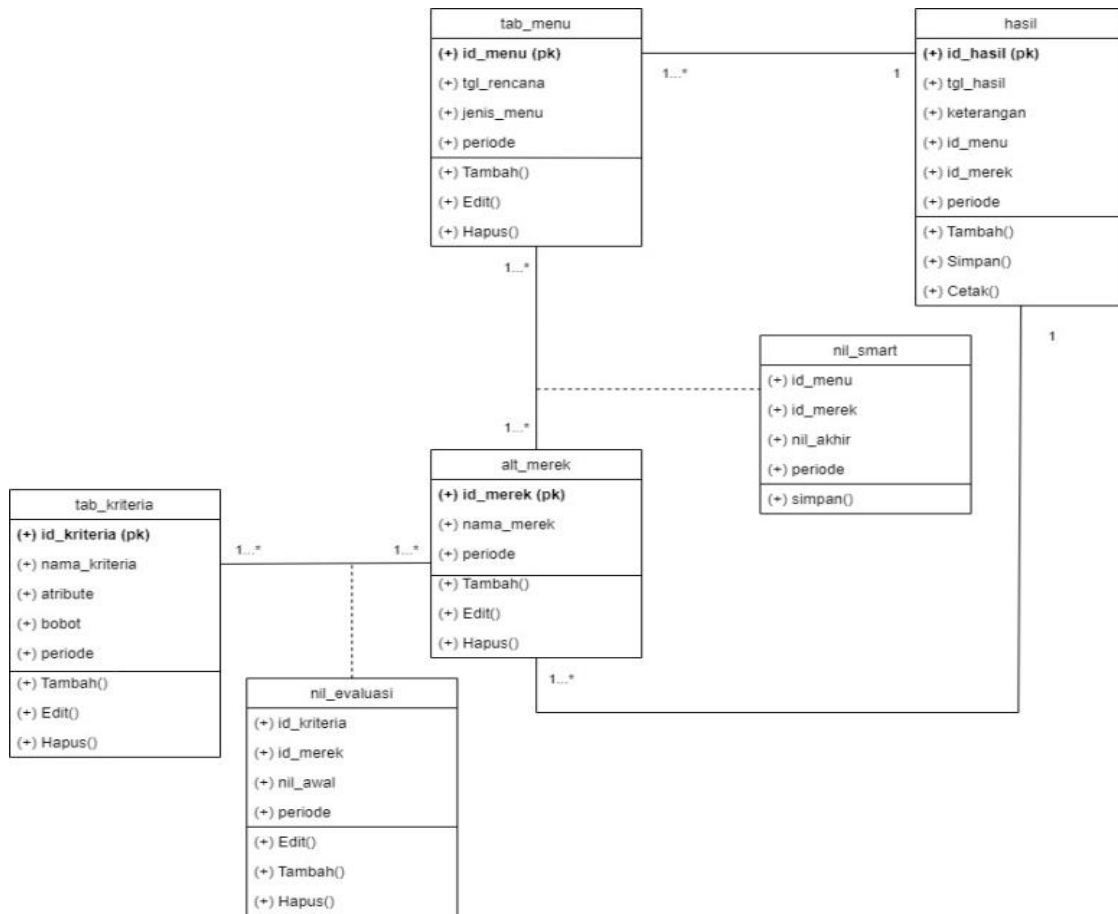 tab_menu
(+) id_menu (pk)
(+) tgl_rencana
(+) jenis_menu
(+) periode
(+) Tambah()
(+) Edit()
(+) Hapus()
1...*
1
hasil
(+) id_hasil (pk)
(+) tgl_hasil
(+) keterangan
(+) id_menu
(+) id_merek
(+) periode
(+) Tambah()
(+) Simpan()
(+) Cetak()
1...*
1
nil_smart
(+) id_menu
(+) id_merek
(+) nil_akhir
(+) periode
(+) simpan()
1...*
alt_merek
(+) id_merek (pk)
(+) nama_merek
(+) periode
(+) Tambah()
(+) Edit()
(+) Hapus()
tab_kriteria
(+) id_kriteria (pk)
(+) nama_kriteria
(+) atribute
(+) bobot
(+) periode
(+) Tambah()
(+) Edit()
(+) Hapus()
1...*
1...*
1...*
nil_evaluasi
(+) id_kriteria
(+) id_merek
(+) nil_awal
(+) periode
(+) Edit()
(+) Tambah()
(+) Hapus()